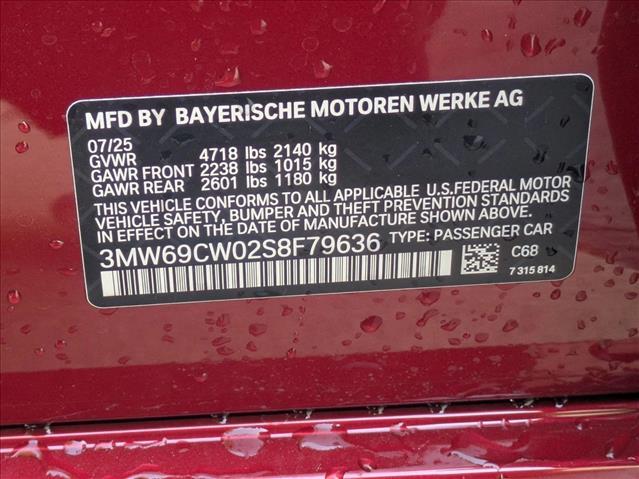 MFD BY BAYERISCHE MOTOREN WERKE AG
07/25
GVWR 4718 lbs 2140 kg
GAWR FRONT 2238 lbs 1015 kg
GAWR REAR 2601 lbs 1180 kg
THIS VEHICLE CONFORMS TO ALL APPLICABLE U.S.FEDERAL MOTOR
VEHICLE SAFETY, BUMPER AND THEFT PREVENTION STANDARDS
IN EFFECT ON THE DATE OF MANUFACTURE SHOWN ABOVE
3MW69CW02S8F79636 TYPE: PASSENGER CAR
C68
7 315 814